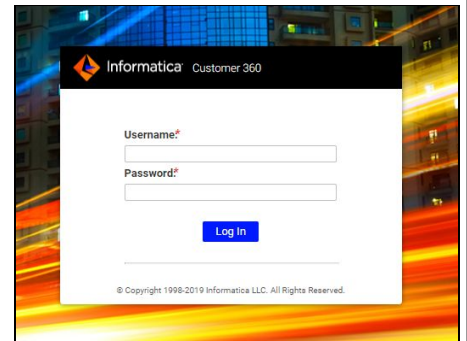 Informatica Customer 360
Username:*
Password:*
Log In
© Copyright 1998-2019 Informatica LLC. All Rights Reserved.